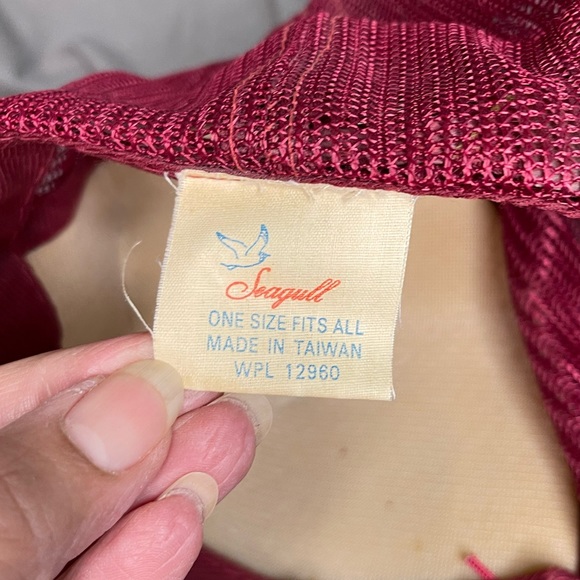 Seagull
ONE SIZE FITS ALL
MADE IN TAIWAN
WPL 12960